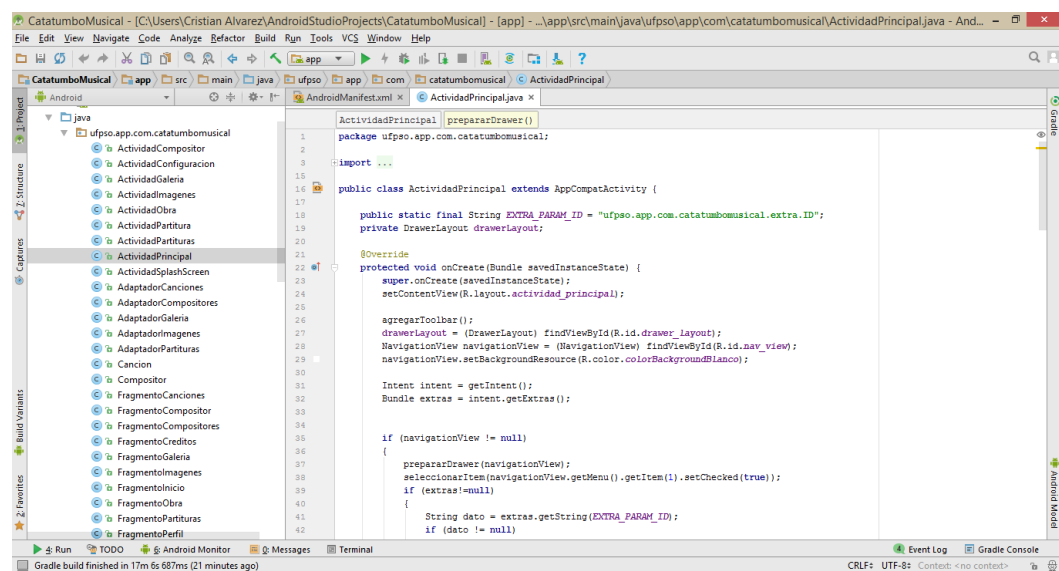 CatatumboMusical - [C:\Users\Cristian Alvarez\AndroidStudioProjects\CatatumboMusical] - [app] - ...\app\src\main\java\ufpso\app\com\catatumbomusical\ActividadPrincipal.java - And...
File Edit View Navigate Code Analyze Refactor Build Run Tools VCS Window Help
app
CatatumboMusical app src main java ufpso app com catatumbomusical ActividadPrincipal
Android
AndroidManifest.xml ActividadPrincipal.java
1: Project
7: Structure
Captures
Build Variants
2: Favorites
java
ufpso.app.com.catatumbomusical
ActividadCompositor
ActividadConfiguracion
ActividadGaleria
ActividadImagenes
ActividadObra
ActividadPartitura
ActividadPartituras
ActividadPrincipal
ActividadSplashScreen
AdaptadorCanciones
AdaptadorCompositores
AdaptadorGaleria
AdaptadorImagenes
AdaptadorPartituras
Cancion
Compositor
FragmentoCanciones
FragmentoCompositor
FragmentoCompositores
FragmentoCreditos
FragmentoGaleria
FragmentoImagenes
FragmentoInicio
FragmentoObra
FragmentoPartituras
FragmentoPerfil
ActividadPrincipal prepararDrawer()
1 package ufpso.app.com.catatumbomusical;
2
3 import ...
15
16 public class ActividadPrincipal extends AppCompatActivity {
17
18 public static final String EXTRA_PARAM_ID = "ufpso.app.com.catatumbomusical.extra.ID";
19 private DrawerLayout drawerLayout;
20
21 @Override
22 protected void onCreate(Bundle savedInstanceState) {
23 super.onCreate(savedInstanceState);
24 setContentView(R.layout.actividad_principal);
25
26 agregarToolbar();
27 drawerLayout = (DrawerLayout) findViewById(R.id.drawer_layout);
28 NavigationView navigationView = (NavigationView) findViewById(R.id.nav_view);
29 navigationView.setBackgroundResource(R.color.colorBackgroundBlanco);
30
31 Intent intent = getIntent();
32 Bundle extras = intent.getExtras();
33
34
35 if (navigationView != null)
36 {
37 prepararDrawer(navigationView);
38 seleccionarItem(navigationView.getMenu().getItem(1).setChecked(true));
39 if (extras!=null)
40 {
41 String dato = extras.getString(EXTRA_PARAM_ID);
42 if (dato != null)
Gradle
Android Model
4: Run TODO 6: Android Monitor 0: Messages Terminal
4 Event Log Gradle Console
Gradle build finished in 17m 6s 687ms (21 minutes ago)
CRLF UTF-8 Context: <no context>